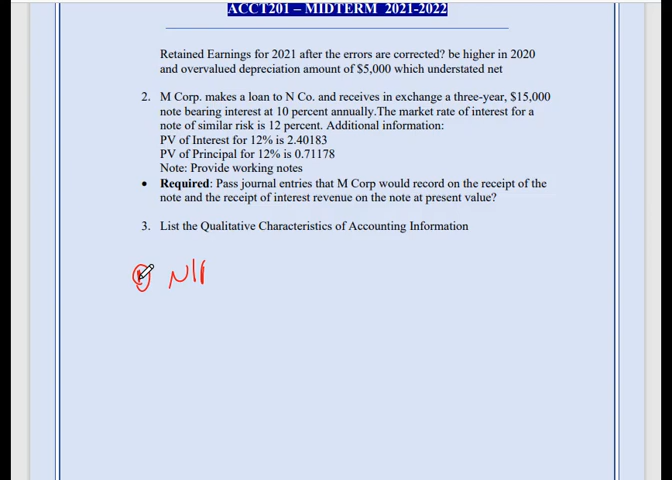 ACCT201 – MIDTERM 2021-2022
Retained Earnings for 2021 after the errors are corrected? be higher in 2020
and overvalued depreciation amount of $5,000 which understated net
2. M Corp. makes a loan to N Co. and receives in exchange a three-year, $15,000
note bearing interest at 10 percent annually.The market rate of interest for a
note of similar risk is 12 percent. Additional information:
PV of Interest for 12% is 2.40183
PV of Principal for 12% is 0.71178
Note: Provide working notes
• Required: Pass journal entries that M Corp would record on the receipt of the
note and the receipt of interest revenue on the note at present value?
3. List the Qualitative Characteristics of Accounting Information